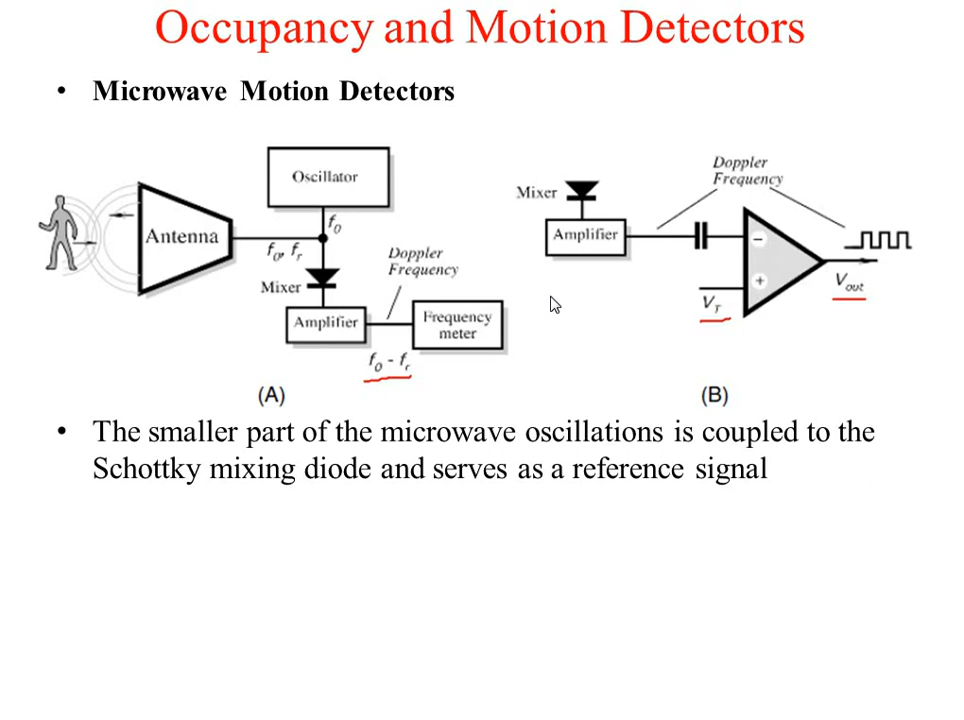 Occupancy and Motion Detectors
• Microwave Motion Detectors
Oscillator
f0
Antenna
f0, fr
Mixer
Doppler
Frequency
Amplifier
Frequency
meter
f0 - fr
(A)
Mixer
Doppler
Frequency
Amplifier
−
+
VT
Vout
(B)
• The smaller part of the microwave oscillations is coupled to the
Schottky mixing diode and serves as a reference signal